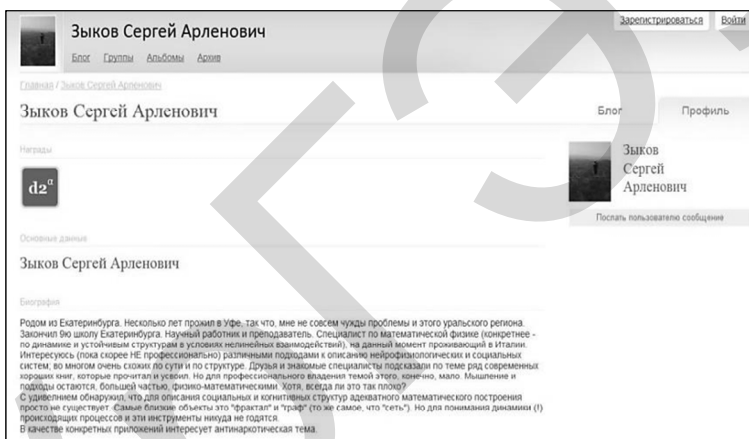 Зыков Сергей Арленович
Зарегистрироваться Войти
Блог Группы Альбомы Архив
Главная / Зыков Сергей Арленович
Зыков Сергей Арленович
Блог Профиль
Награды
d2α
Зыков
Сергей
Арленович
Послать пользователю сообщение
Основные данные
Зыков Сергей Арленович
Биография
Родом из Екатеринбурга. Несколько лет прожил в Уфе, так что, мне не совсем чужды проблемы и этого уральского региона.
Закончил 9ю школу Екатеринбурга. Научный работник и преподаватель. Специалист по математической физике (конкретнее -
по динамике и устойчивым структурам в условиях нелинейных взаимодействий), на данный момент проживающий в Италии.
Интересуюсь (пока скорее НЕ профессионально) различными подходами к описанию нейрофизиологических и социальных
систем, во многом очень схожих по сути и по структуре. Друзья и знакомые специалисты подсказали по теме ряд современных
хороших книг, которые прочитал и усвоил. Но для профессионального владения темой этого, конечно, мало. Мышление и
подходы остаются, большей частью, физико-математическими. Хотя, всегда ли это так плохо?
С удивлением обнаружил, что для описания социальных и когнитивных структур адекватного математического построения
просто не существует. Самые близкие объекты это "фрактал" и "граф" (то же самое, что "сеть"). Но для понимания динамики (!)
происходящих процессов и эти инструменты никуда не годятся.
В качестве конкретных приложений интересует антинаркотическая тема.